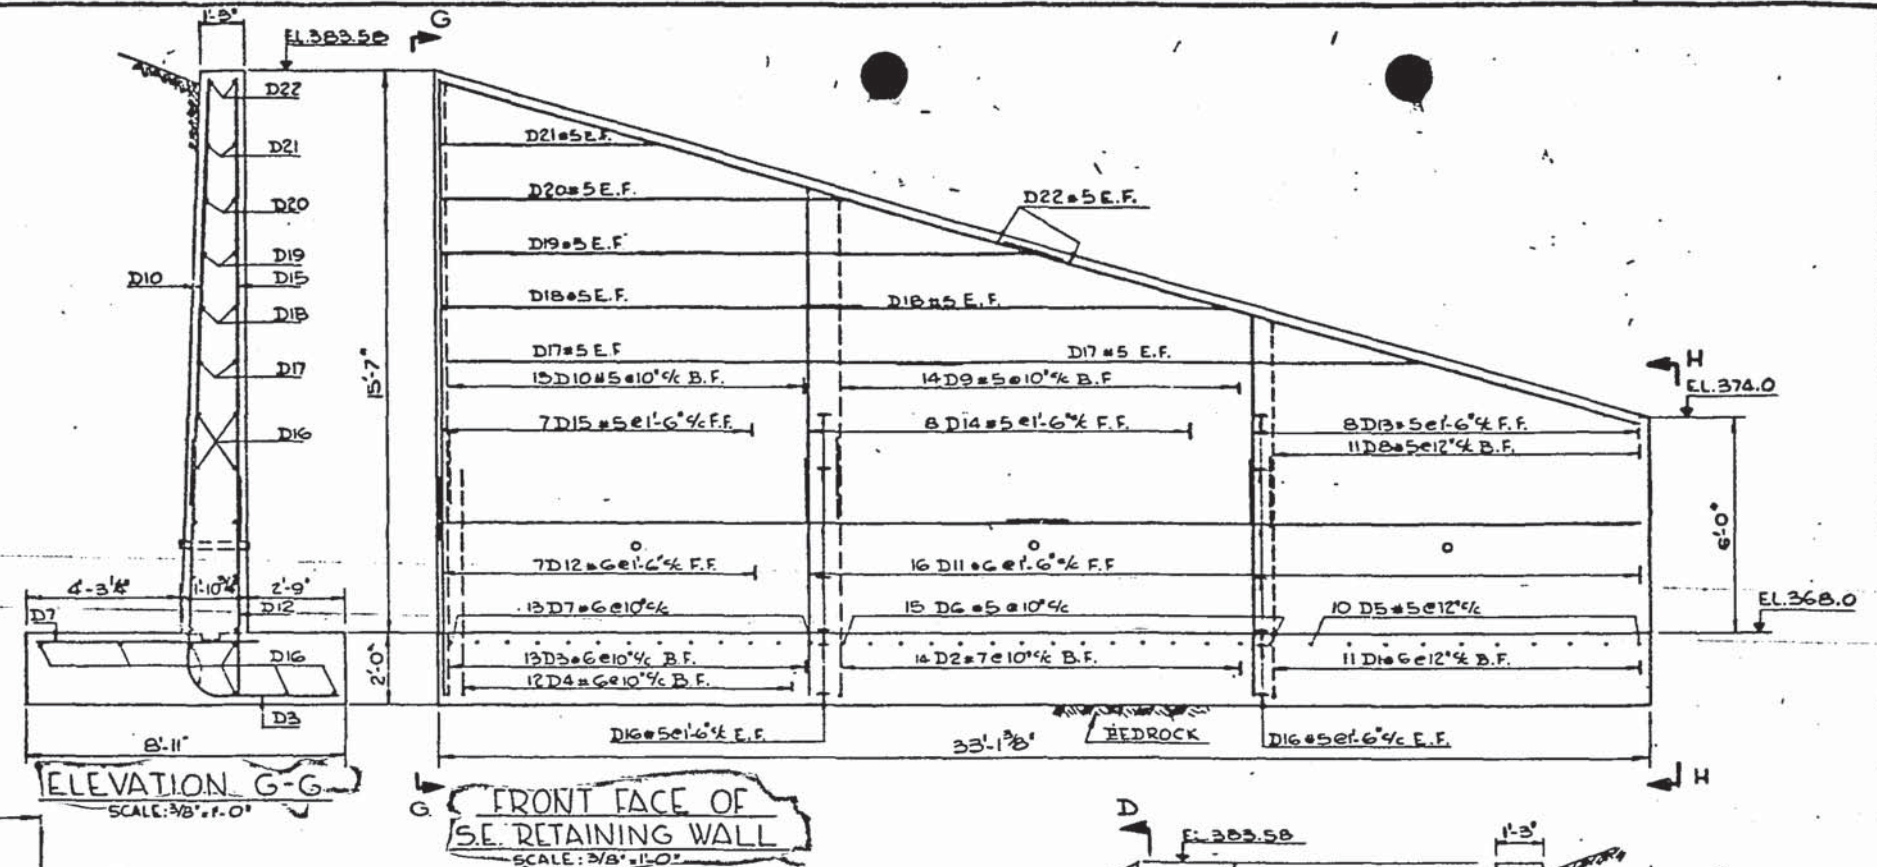 1'-3"
EL.383.58
G
D22
D21
D20
D19
D10
D15
D18
D17
D16
15'-7"
D21#5 E.F.
D20#5 E.F.
D22#5 E.F.
D19#5 E.F
D18#5 E.F.
D18#5 E.F.
D17#5 E.F
D17#5 E.F.
13D10#5@10"c/c B.F.
14D9#5@10"c/c B.F
H
EL.374.0
7D15#5@1'-6"c/c F.F.
8D14#5@1'-6"c/c F.F.
8D13#5@1'-6"c/c F.F.
11D8#5@12"c/c B.F.
6'-0"
7D12#6@1'-6"c/c F.F.
16 D11#6@1'-6"c/c F.F
4'-3¼"
1'-10¾"
2'-9"
D7
D12
13D7#6@10"c/c
15 D6#5@10"c/c
10 D5#5@12"c/c
EL.368.0
D16
2'-0"
13D3#6@10"c/c B.F.
14D2#7@10"c/c B.F.
11 D1#6@12"c/c B.F.
12D4#6@10"c/c B.F.
D3
D16#5@1'-6"c/c E.F.
BEDROCK
D16#5@1'-6"c/c E.F.
8'-11"
33'-1⅜"
ELEVATION G-G
SCALE: 3/8"=1'-0"
G
H
FRONT FACE OF
S.E. RETAINING WALL
SCALE: 3/8"=1'-0"
D
EL.383.58
1'-3"